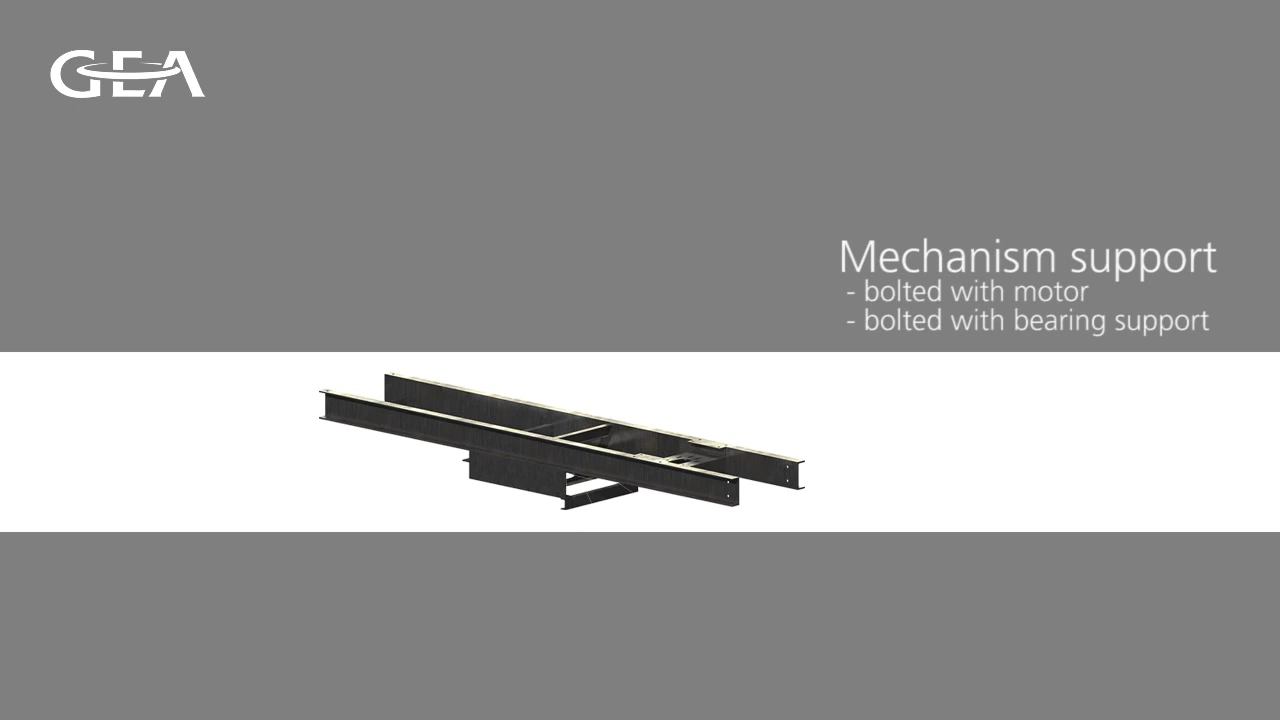 GEA
Mechanism support
- bolted with motor
- bolted with bearing support